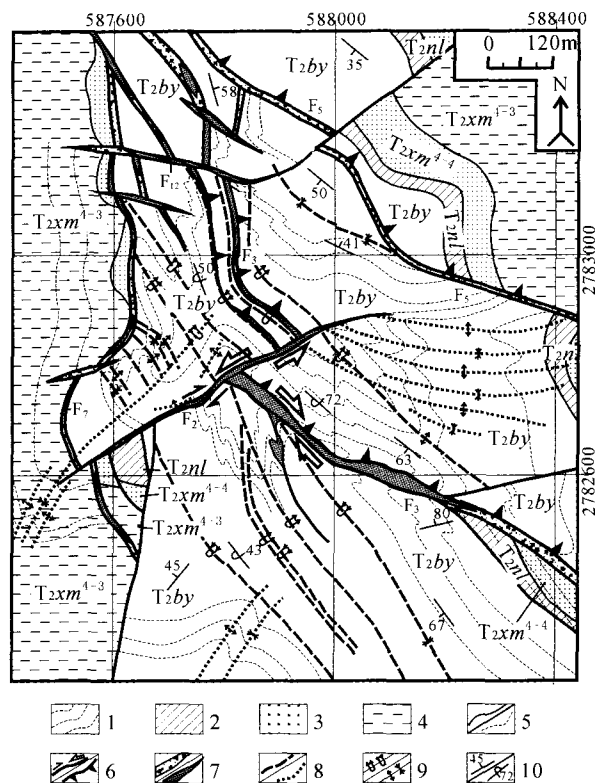 587600 588000 588400
T₂nl
0 120m
T₂by
35
T₂by
58
F₅
N
T₂xm⁴⁻³
T₂xm⁴⁻⁴
F₁₂
50
T₂by
T₂nl
T₂xm⁴⁻³
41
F₃
2783000
50
T₂by
T₂by
F₅
T₂nl
72
F₇
F₂
T₂by
63
T₂nl
T₂by
2782600
T₂xm⁴⁻⁴
F₃
T₂xm⁴⁻³
80
T₂nl
43
T₂by
45
T₂xm⁴⁻³
T₂by
T₂xm⁴⁻⁴
67
1 2 3 4 5
45
72
6 7 8 9 10